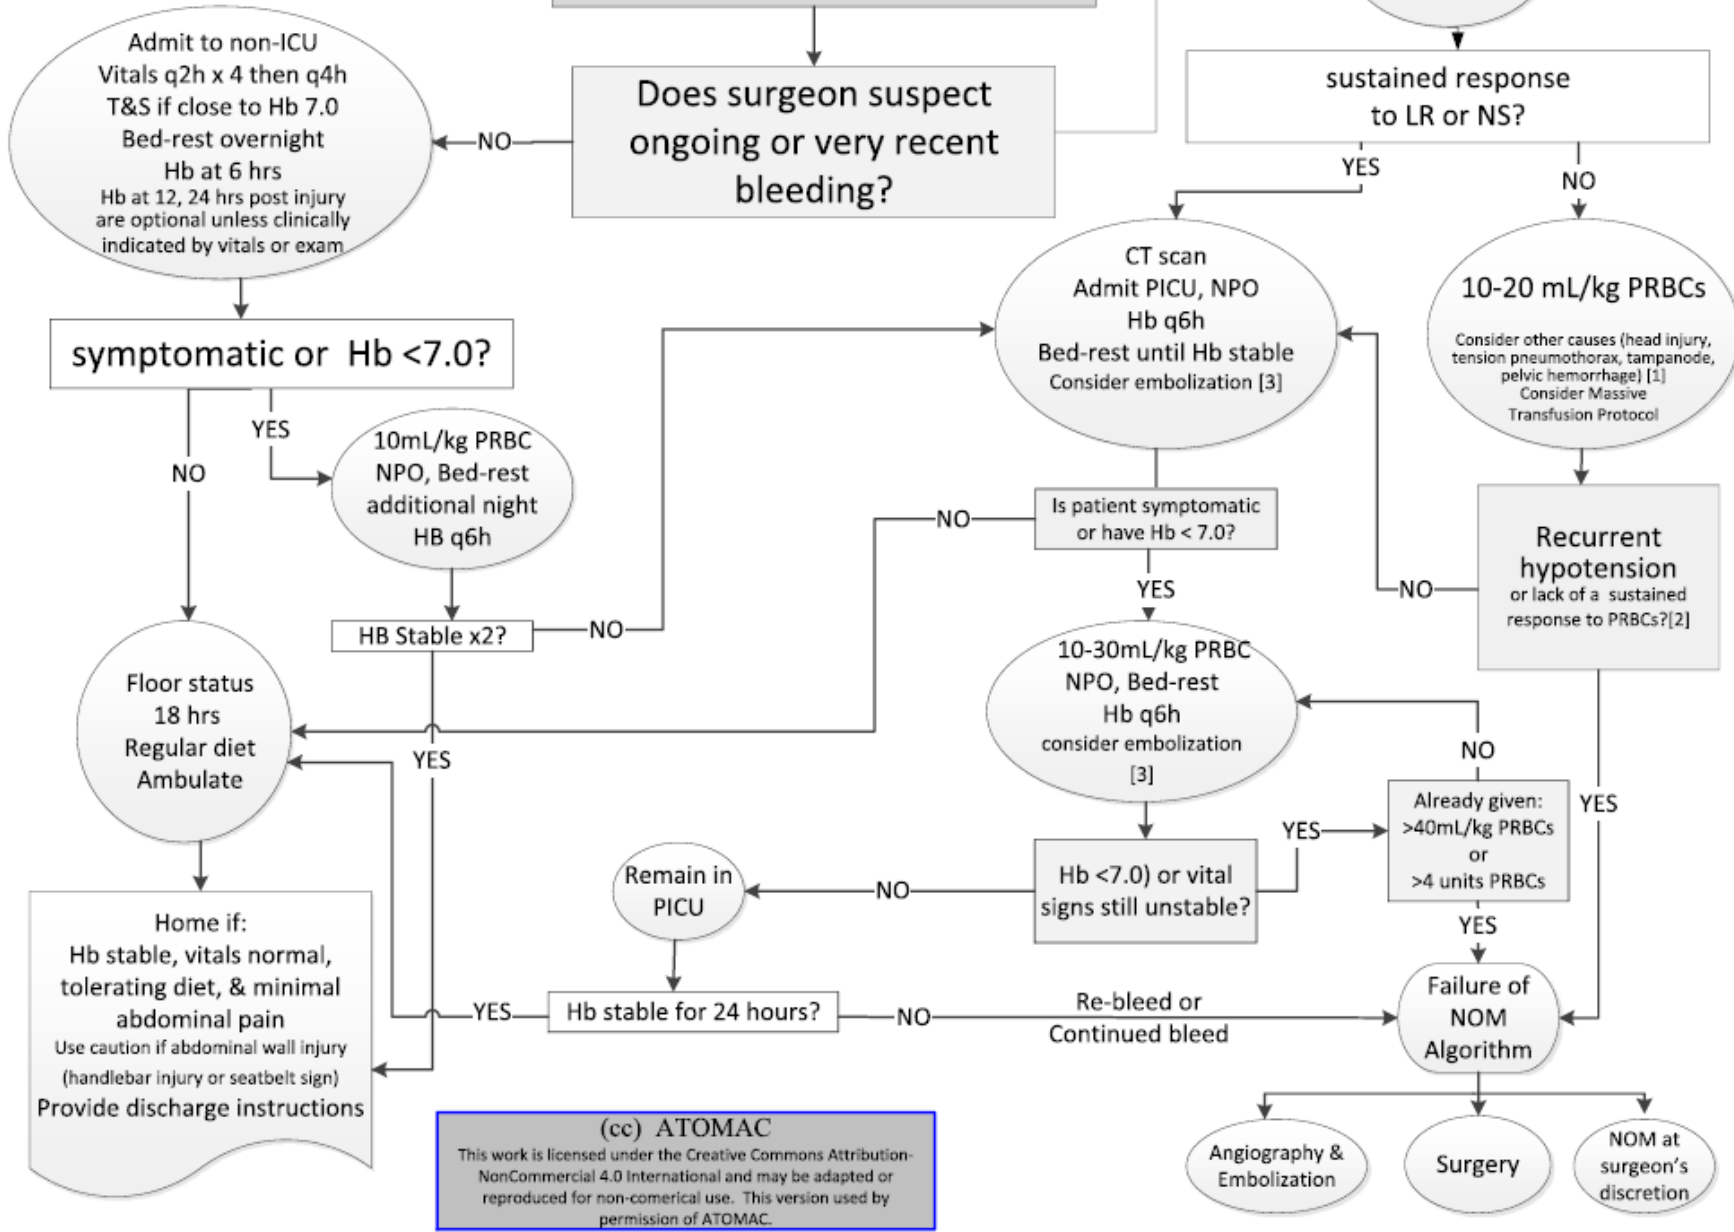 Admit to non-ICU
Vitals q2h x 4 then q4h
T&S if close to Hb 7.0
Bed-rest overnight
Hb at 6 hrs
Hb at 12, 24 hrs post injury
are optional unless clinically
indicated by vitals or exam
NO
Does surgeon suspect
ongoing or very recent
bleeding?
sustained response
to LR or NS?
YES
NO
CT scan
Admit PICU, NPO
Hb q6h
Bed-rest until Hb stable
Consider embolization [3]
10-20 mL/kg PRBCs
Consider other causes (head injury,
tension pneumothorax, tampanode,
pelvic hemorrhage) [1]
Consider Massive
Transfusion Protocol
symptomatic or Hb <7.0?
NO
YES
10mL/kg PRBC
NPO, Bed-rest
additional night
HB q6h
HB Stable x2?
NO
YES
Is patient symptomatic
or have Hb < 7.0?
NO
YES
Recurrent
hypotension
or lack of a sustained
response to PRBCs?[2]
NO
YES
10-30mL/kg PRBC
NPO, Bed-rest
Hb q6h
consider embolization
[3]
Floor status
18 hrs
Regular diet
Ambulate
Hb <7.0) or vital
signs still unstable?
NO
YES
Already given:
>40mL/kg PRBCs
or
>4 units PRBCs
NO
YES
Remain in
PICU
Hb stable for 24 hours?
YES
NO
Re-bleed or
Continued bleed
Failure of
NOM
Algorithm
Home if:
Hb stable, vitals normal,
tolerating diet, & minimal
abdominal pain
Use caution if abdominal wall injury
(handlebar injury or seatbelt sign)
Provide discharge instructions
Angiography &
Embolization
Surgery
NOM at
surgeon's
discretion
(cc) ATOMAC
This work is licensed under the Creative Commons Attribution-
NonCommercial 4.0 International and may be adapted or
reproduced for non-comerical use. This version used by
permission of ATOMAC.